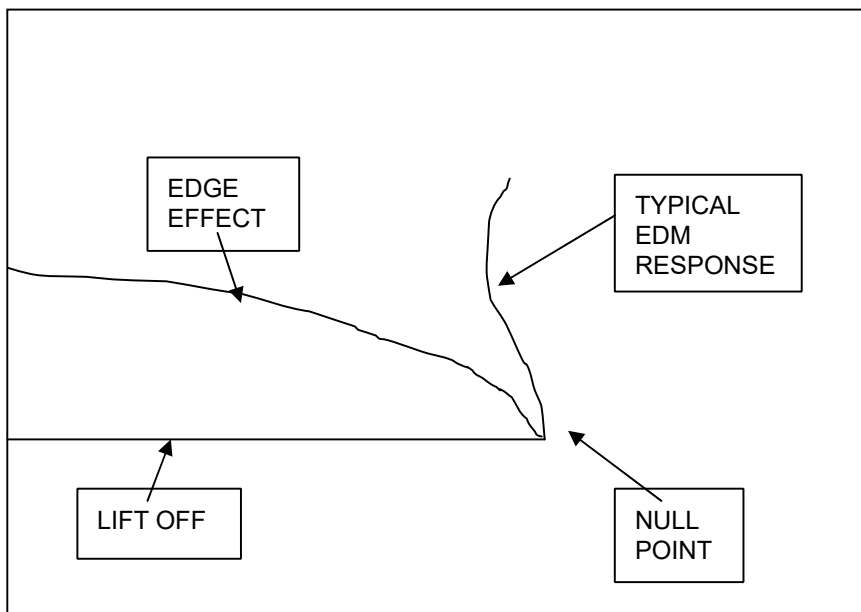 EDGE
EFFECT
TYPICAL
EDM
RESPONSE
LIFT OFF
NULL
POINT